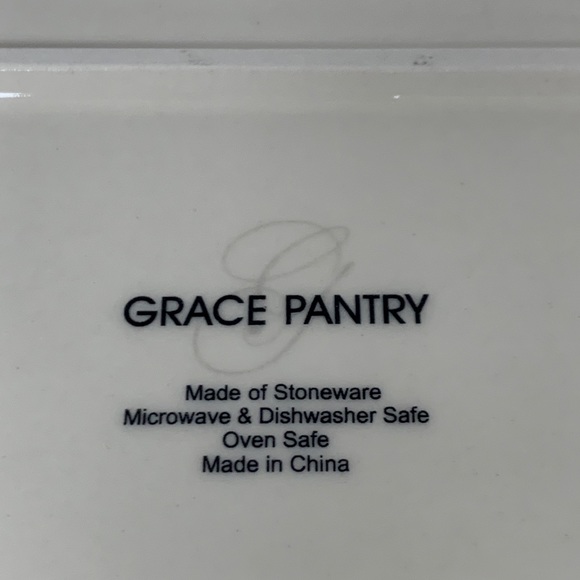 G
GRACE PANTRY
Made of Stoneware
Microwave & Dishwasher Safe
Oven Safe
Made in China